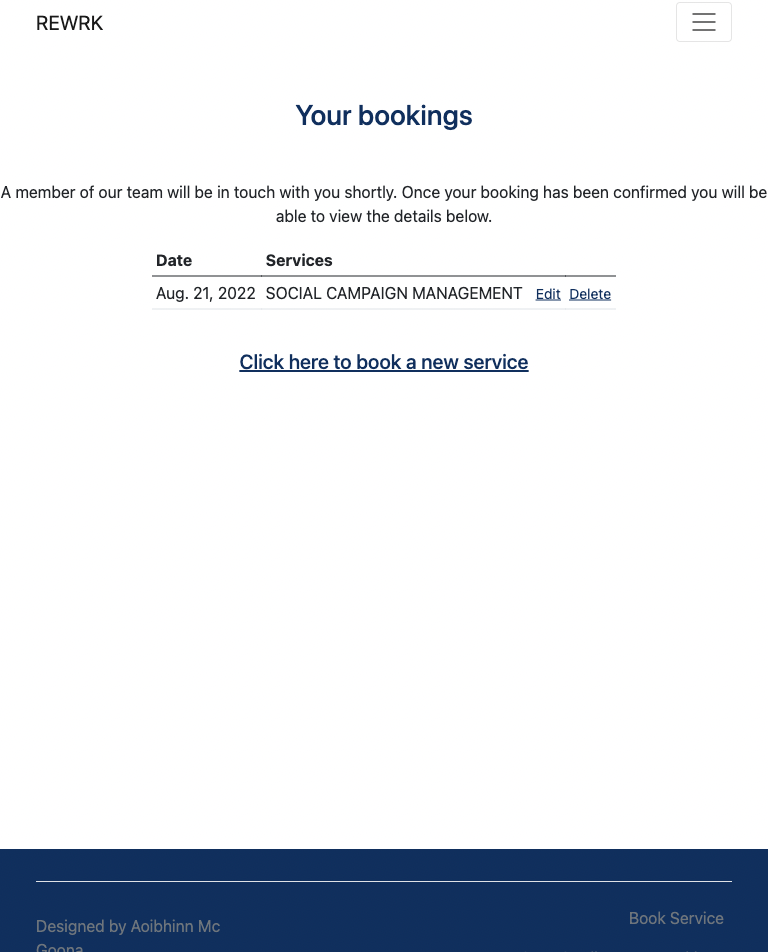 REWRK
Your bookings
A member of our team will be in touch with you shortly. Once your booking has been confirmed you will be
able to view the details below.
Date Services
Aug. 21, 2022 SOCIAL CAMPAIGN MANAGEMENT Edit Delete
Click here to book a new service
Book Service
Designed by Aoibhinn Mc
Goona